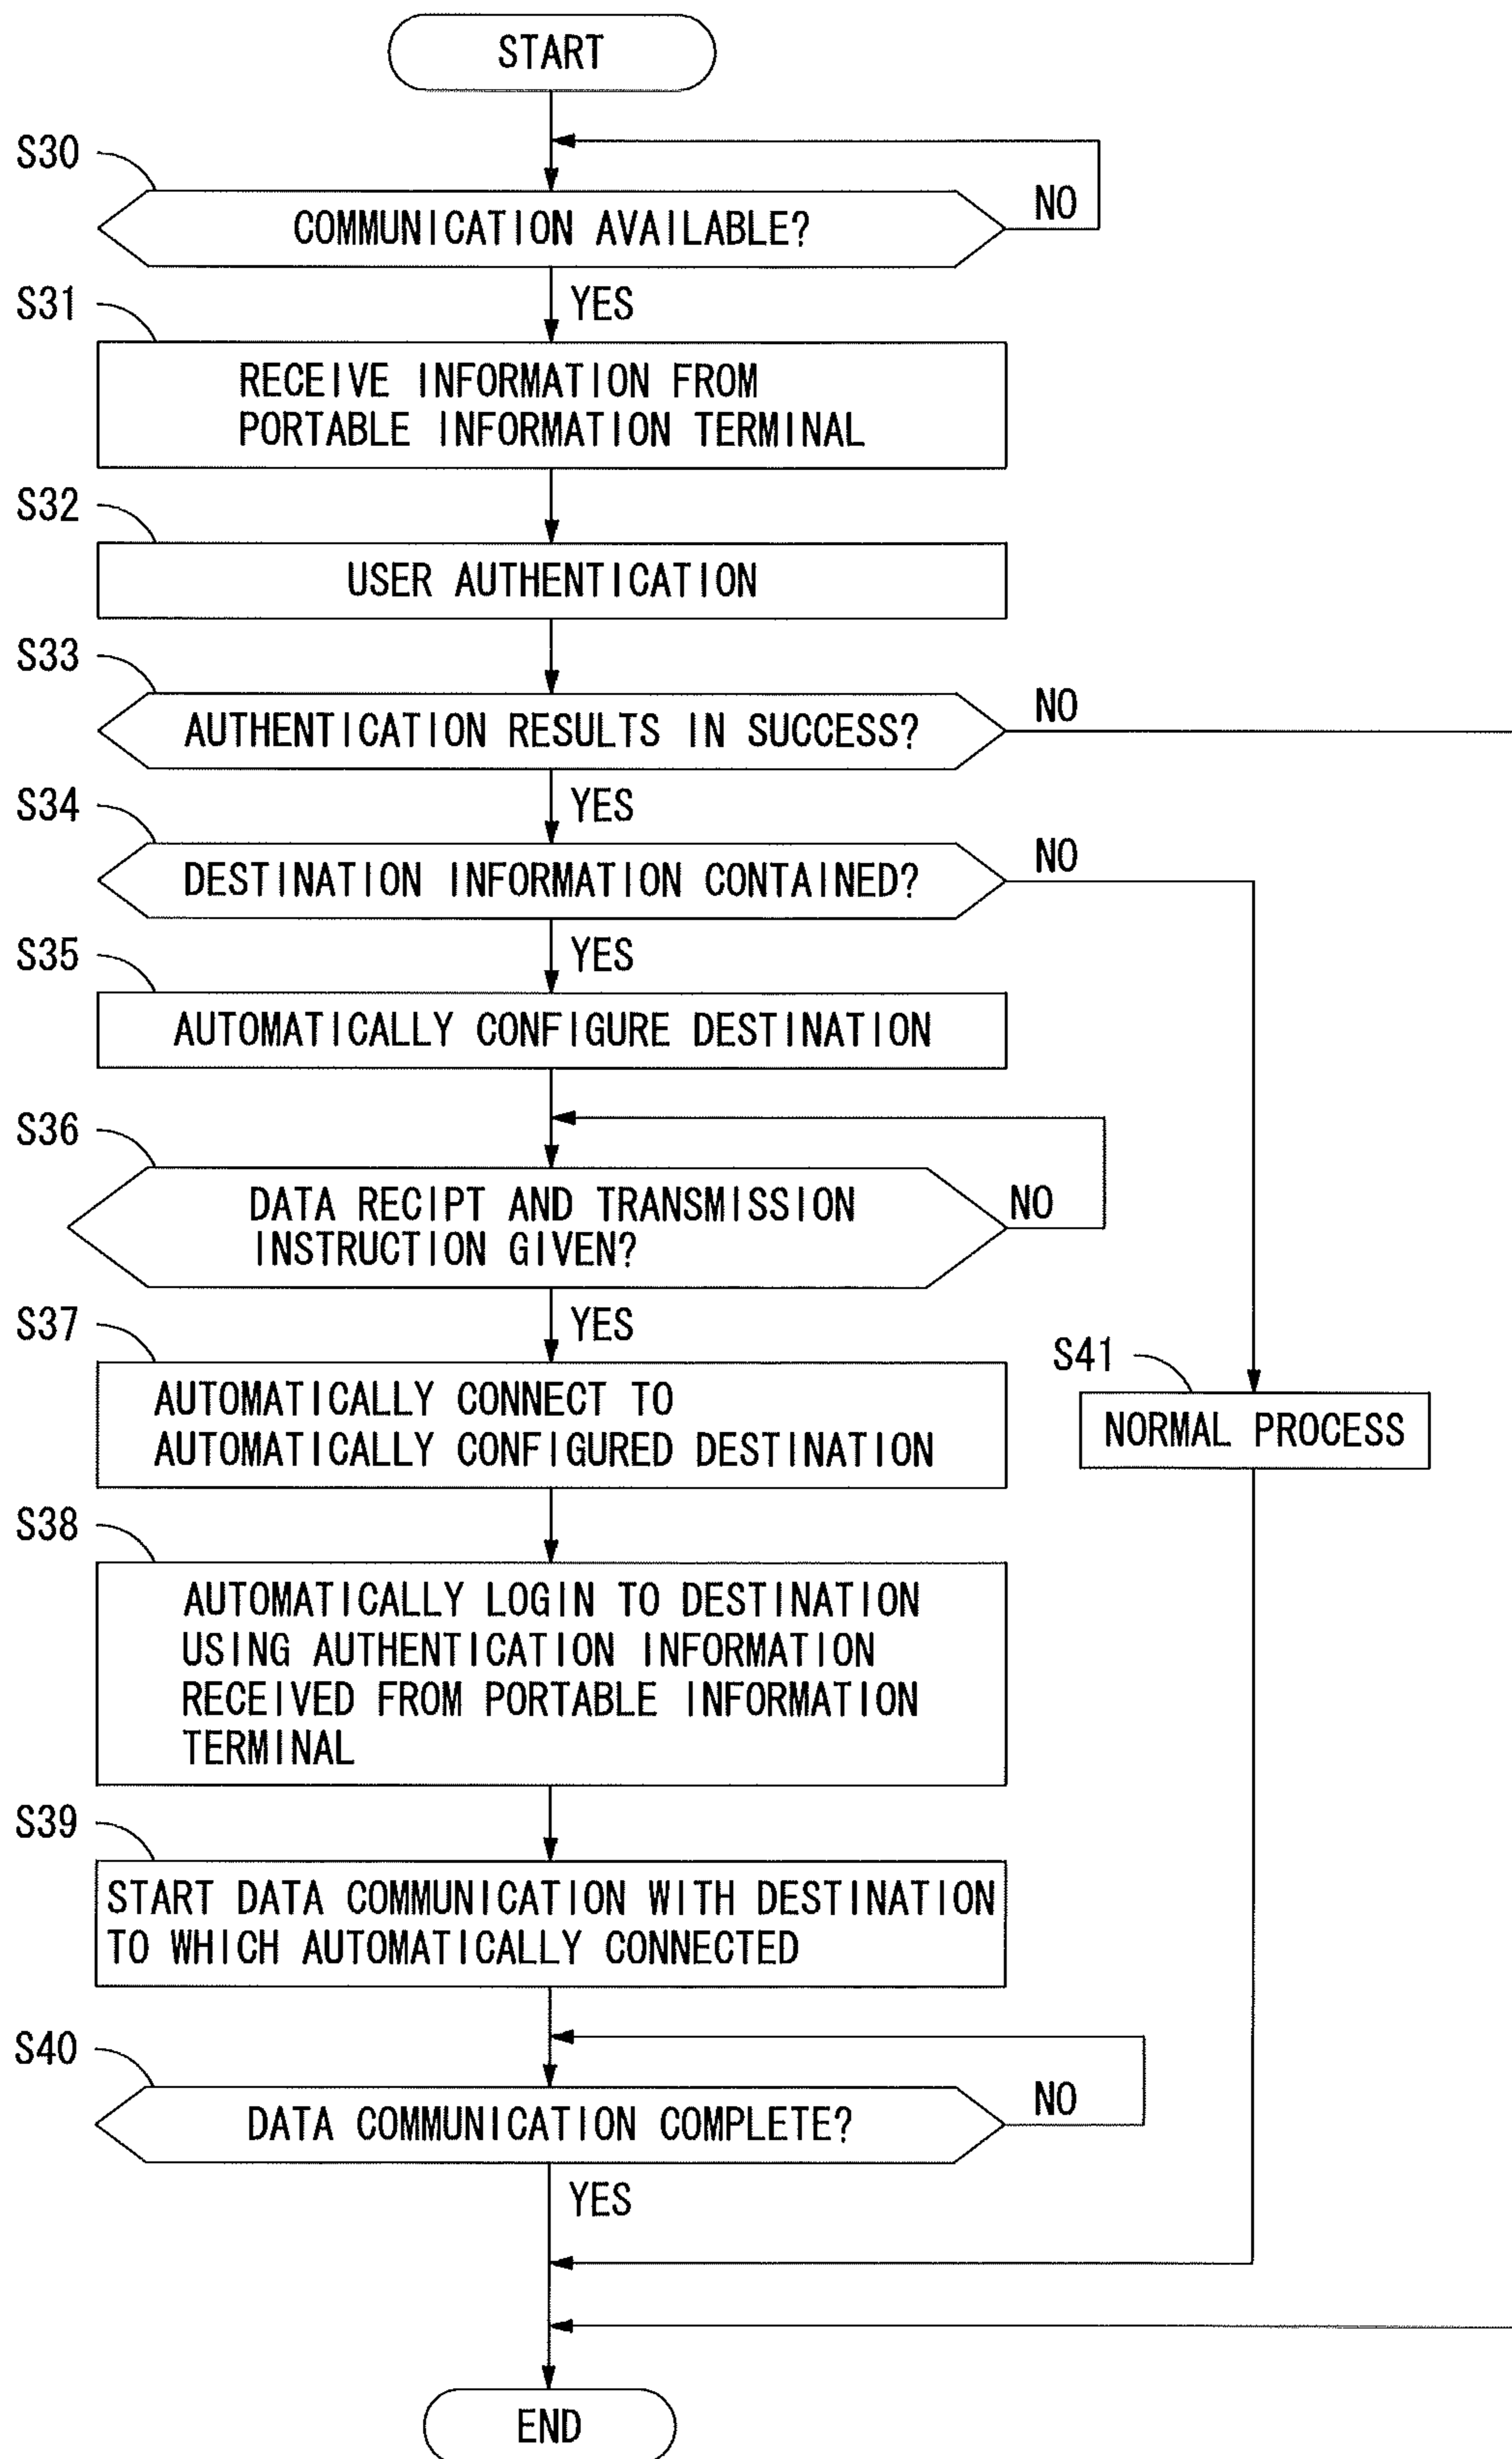 START
S30
COMMUNICATION AVAILABLE?
NO
YES
S31
RECEIVE INFORMATION FROM
PORTABLE INFORMATION TERMINAL
S32
USER AUTHENTICATION
S33
AUTHENTICATION RESULTS IN SUCCESS?
NO
YES
S34
DESTINATION INFORMATION CONTAINED?
NO
YES
S35
AUTOMATICALLY CONFIGURE DESTINATION
S36
DATA RECIPT AND TRANSMISSION
INSTRUCTION GIVEN?
NO
YES
S37
AUTOMATICALLY CONNECT TO
AUTOMATICALLY CONFIGURED DESTINATION
S41
NORMAL PROCESS
S38
AUTOMATICALLY LOGIN TO DESTINATION
USING AUTHENTICATION INFORMATION
RECEIVED FROM PORTABLE INFORMATION
TERMINAL
S39
START DATA COMMUNICATION WITH DESTINATION
TO WHICH AUTOMATICALLY CONNECTED
S40
DATA COMMUNICATION COMPLETE?
NO
YES
END